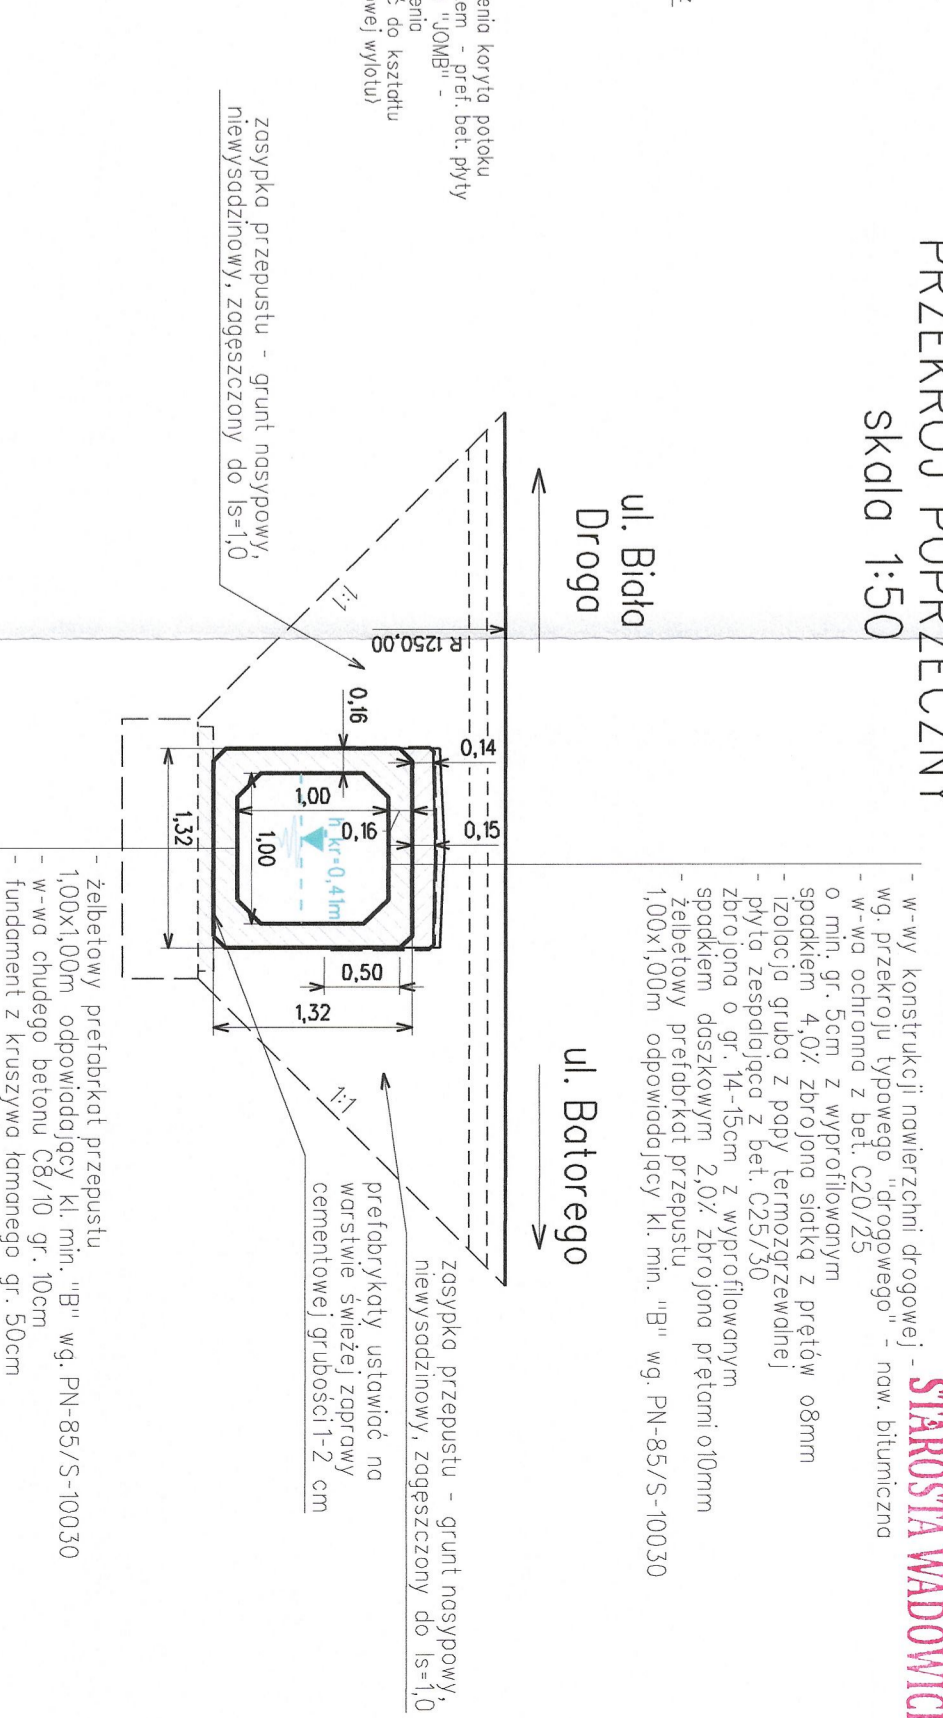 PRZEKRÓJ POPRZECZNY
skala 1:50
STAROSTA WADOWICKI
ul. Biała
Droga
ul. Batorego
- w-wy konstrukcji nawierzchni drogowej -
wg. przekroju typowego "drogowego" - naw. bitumiczna
- w-wa ochronna z bet. C20/25
o min. gr. 5cm z wyprofilowanym
spadkiem 4,0% zbrojona siatką z prętów o8mm
- izolacja gruba z papy termozgrzewalnej
- płyta zespalająca z bet. C25/30
zbrojona o gr. 14-15cm z wyprofilowanym
spadkiem daszkowym 2,0% zbrojona prętami o10mm
- żelbetowy prefabrkat przepustu
1,00x1,00m odpowiadający kl. min. "B" wg. PN-85/S-10030
enia koryta potoku
em - pref. bet. płyty
"JOMB" -
enia
ć do kształtu
wej wylotu)
zasypka przepustu - grunt nasypowy,
niewysadzinowy, zagęszczony do Is=1,0
1:1
R 1250,00
0,16
0,14
0,15
1,00
0,16
h_kr=0,41m
1,00
1,32
0,50
1,32
1:1
zasypka przepustu - grunt nasypowy,
niewysadzinowy, zagęszczony do Is=1,0
prefabrykaty ustawiać na
warstwie świeżej zaprawy
cementowej grubości 1-2 cm
- żelbetowy prefabrkat przepustu
1,00x1,00m odpowiadający kl. min. "B" wg. PN-85/S-10030
- w-wa chudego betonu C8/10 gr. 10cm
- fundament z kruszywa łamanego gr. 50cm